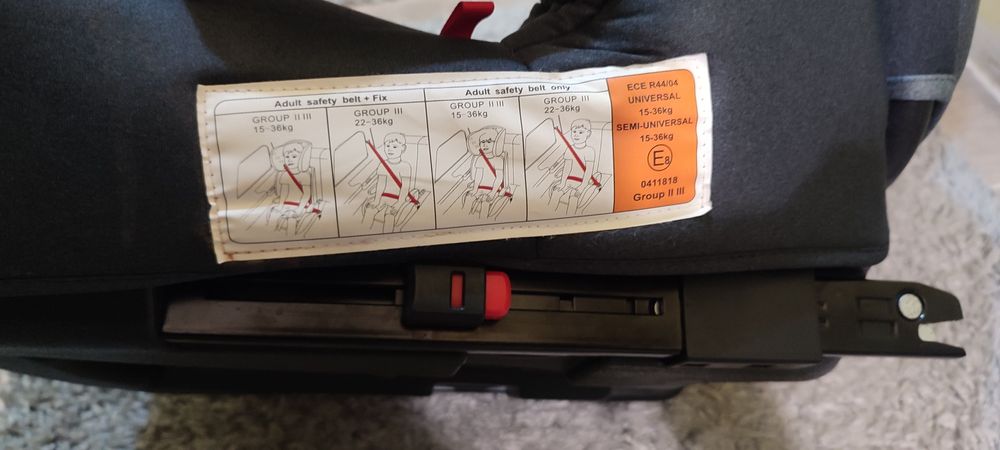 Adult safety belt + Fix
Adult safety belt only
GROUP II III
15-36kg
GROUP III
22-36kg
GROUP II III
15-36kg
GROUP III
22-36kg
ECE R44/04
UNIVERSAL
15-36kg
SEMI-UNIVERSAL
15-36kg
E8
0411818
Group II III